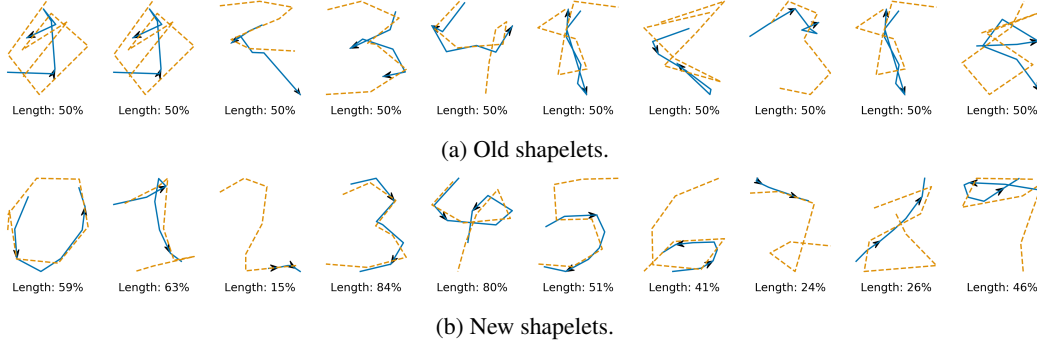 Length: 50% Length: 50% Length: 50% Length: 50% Length: 50% Length: 50% Length: 50% Length: 50% Length: 50% Length: 50%
(a) Old shapelets.
Length: 59% Length: 63% Length: 15% Length: 84% Length: 80% Length: 51% Length: 41% Length: 24% Length: 26% Length: 46%
(b) New shapelets.